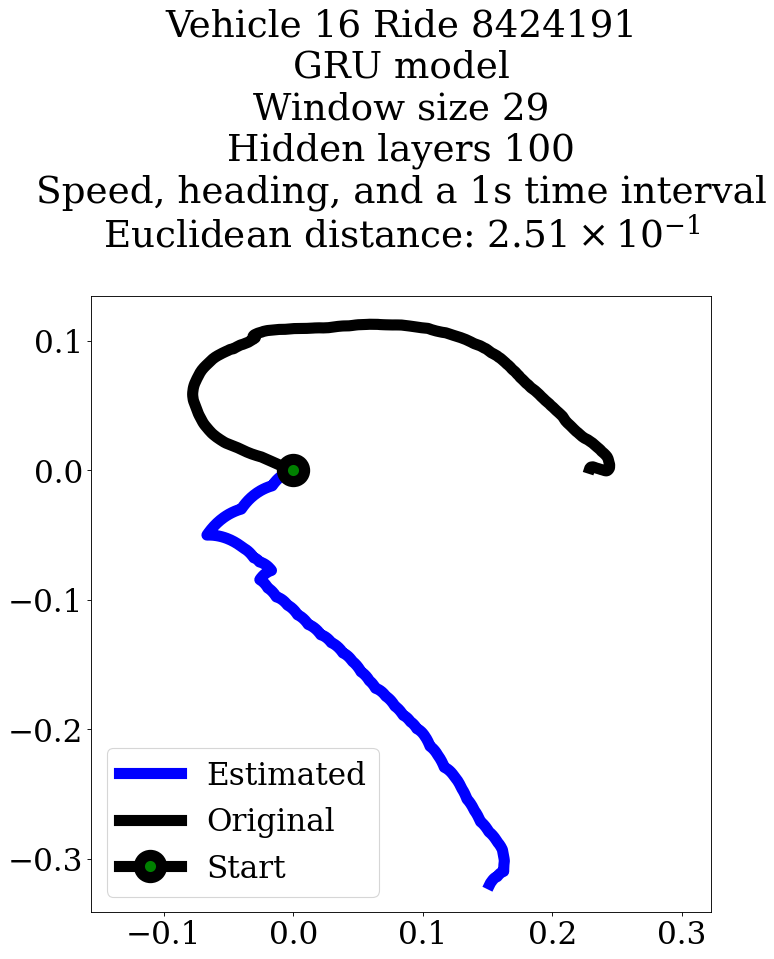 Vehicle 16 Ride 8424191
GRU model
Window size 29
Hidden layers 100
Speed, heading, and a 1s time interval
Euclidean distance: 2.51 × 10⁻¹
0.1
0.0
−0.1
−0.2
−0.3
Estimated
Original
Start
−0.1 0.0 0.1 0.2 0.3